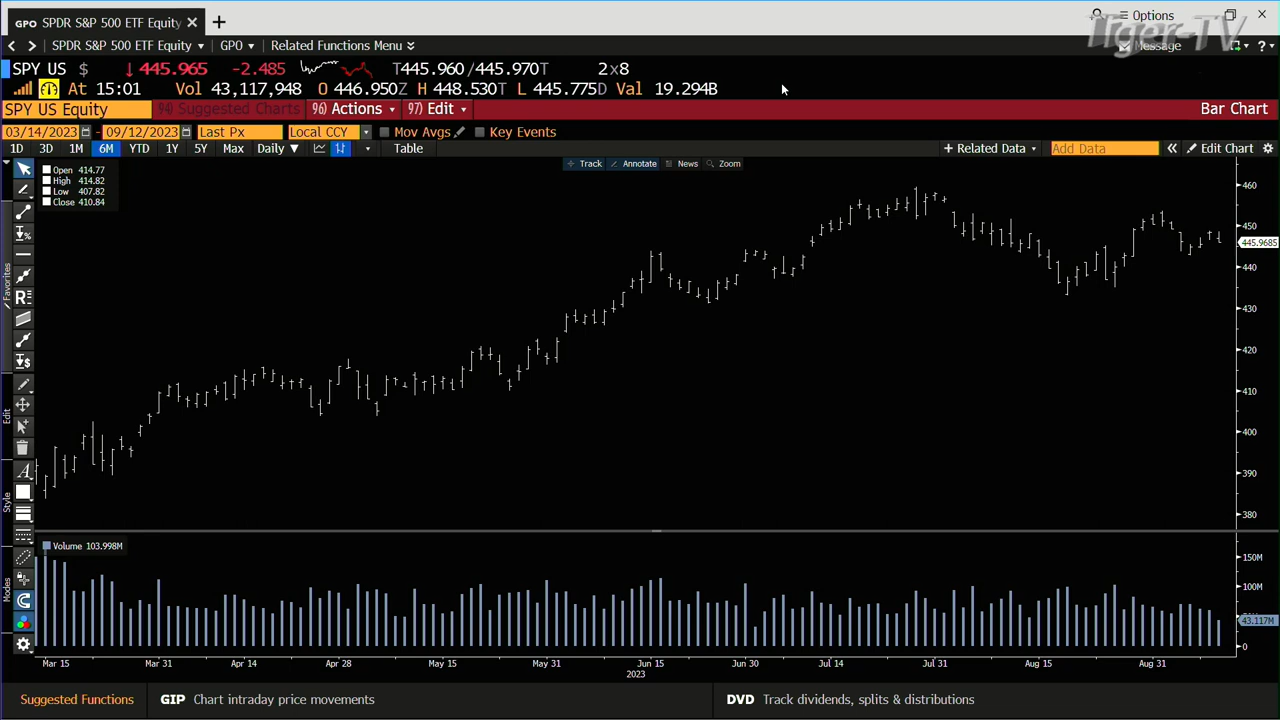 GPO SPDR S&P 500 ETF Equity
Options
Tiger-TV
SPDR S&P 500 ETF Equity GPO Related Functions Menu Message ?
SPY US $ ↓445.965 -2.485 T445.960/445.970T 2x8
At 15:01 Vol 43,117,948 O 446.950Z H 448.530T L 445.775D Val 19.294B
SPY US Equity 94) Suggested Charts 96) Actions 97) Edit Bar Chart
03/14/2023 - 09/12/2023 Last Px Local CCY Mov Avgs Key Events
1D 3D 1M 6M YTD 1Y 5Y Max Daily ▼ Table + Related Data Add Data « Edit Chart
Track Annotate News Zoom
Open 414.77
High 414.82
Low 407.82
Close 410.84
460
450
445.9685
440
430
420
410
400
390
380
Favorites
Edit
Style
Modes
Volume 103.998M
150M
100M
43.117M
0
Mar 15 Mar 31 Apr 14 Apr 28 May 15 May 31 Jun 15 Jun 30 Jul 14 Jul 31 Aug 15 Aug 31
2023
Suggested Functions GIP Chart intraday price movements DVD Track dividends, splits & distributions